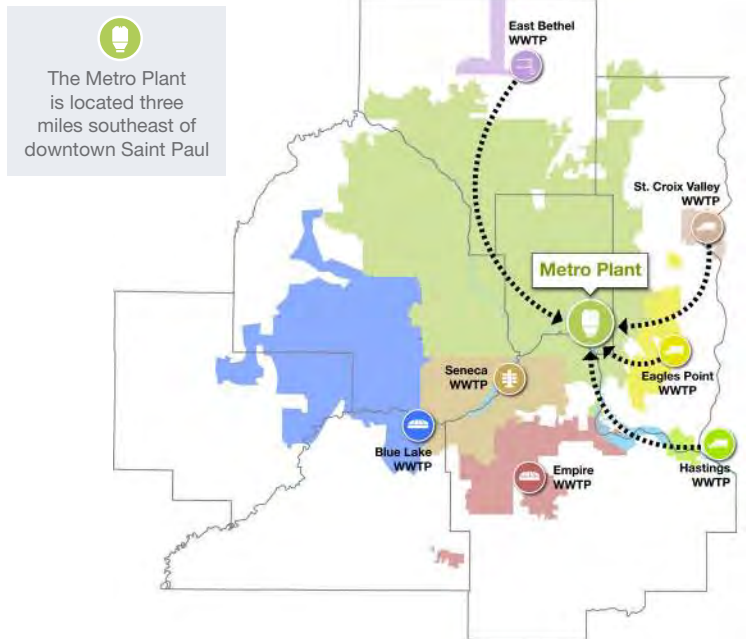 The Metro Plant
is located three
miles southeast of
downtown Saint Paul
East Bethel
WWTP
St. Croix Valley
WWTP
Metro Plant
Seneca
WWTP
Eagles Point
WWTP
Blue Lake
WWTP
Empire
WWTP
Hastings
WWTP